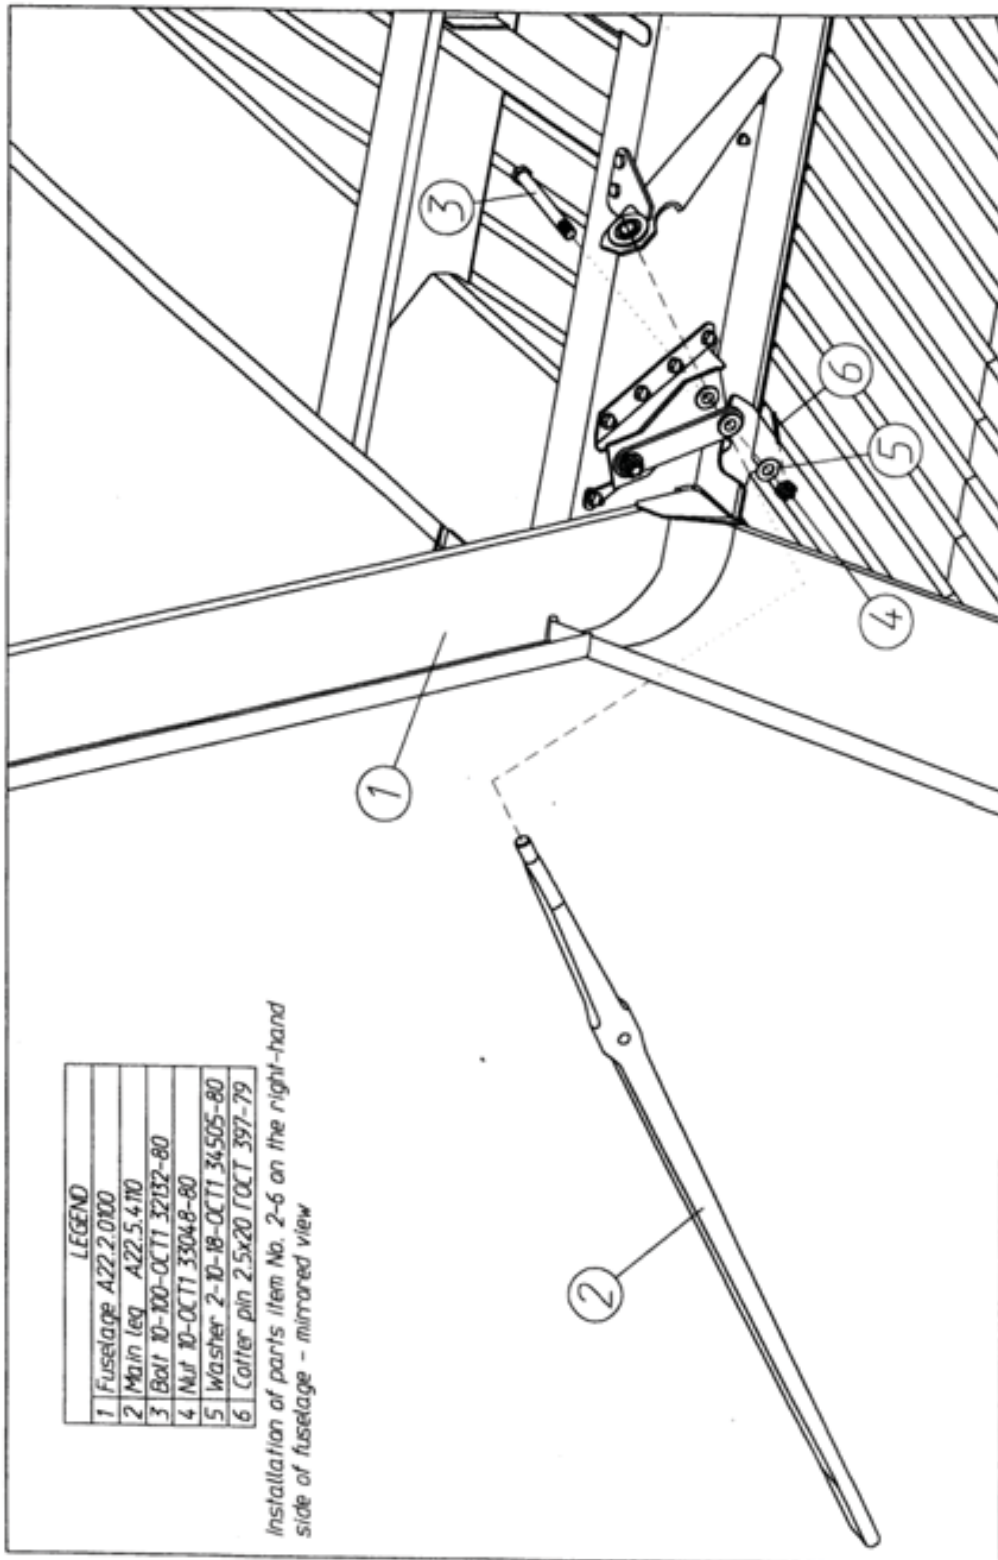 LEGEND
1 Fuselage A22.2.0100
2 Main leg A22.5.4110
3 Bolt 10-100-OCT1 32132-80
4 Nut 10-OCT1 33048-80
5 Washer 2-10-18-OCT1 34505-80
6 Cotter pin 2.5x20 ГОСТ 397-79
Installation of parts item No. 2-6 on the right-hand
side of fuselage - mirrored view
1
2
3
4
5
6